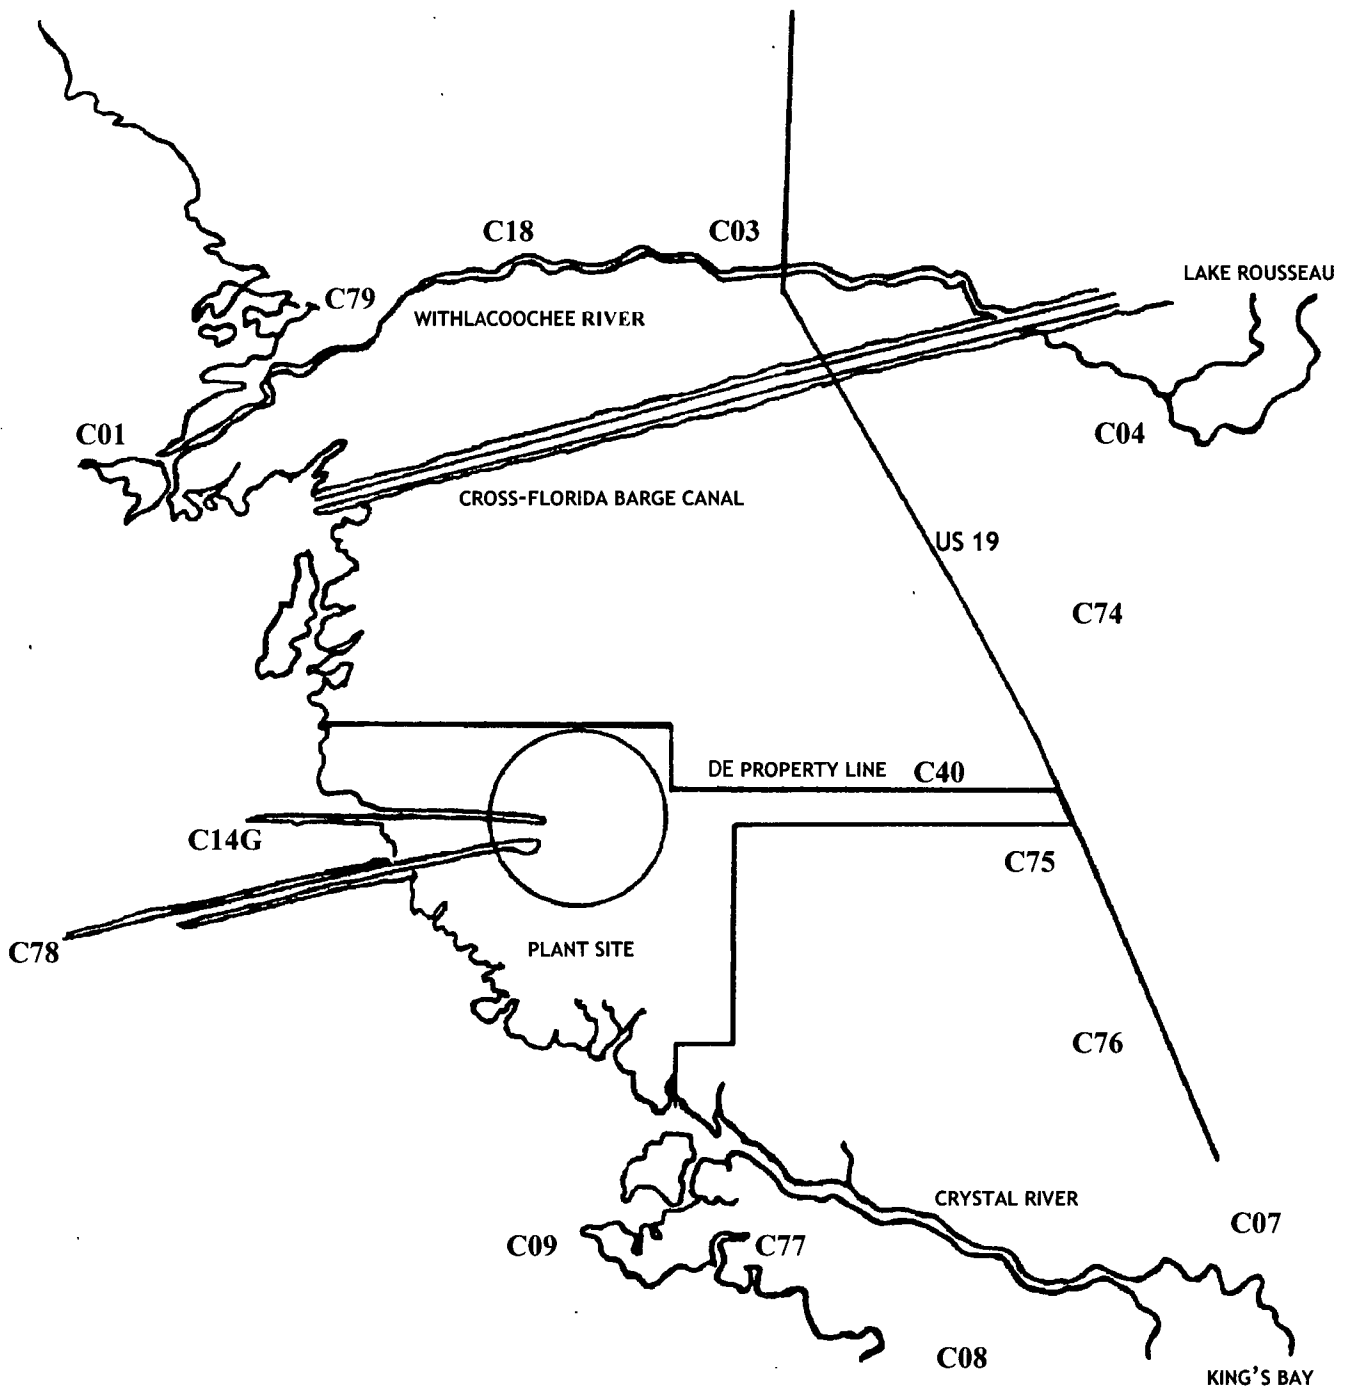 C18
C03
LAKE ROUSSEAU
C79
WITHLACOOCHEE RIVER
C01
C04
CROSS-FLORIDA BARGE CANAL
US 19
C74
DE PROPERTY LINE
C40
C14G
C75
C78
PLANT SITE
C76
CRYSTAL RIVER
C07
C09
C77
C08
KING'S BAY